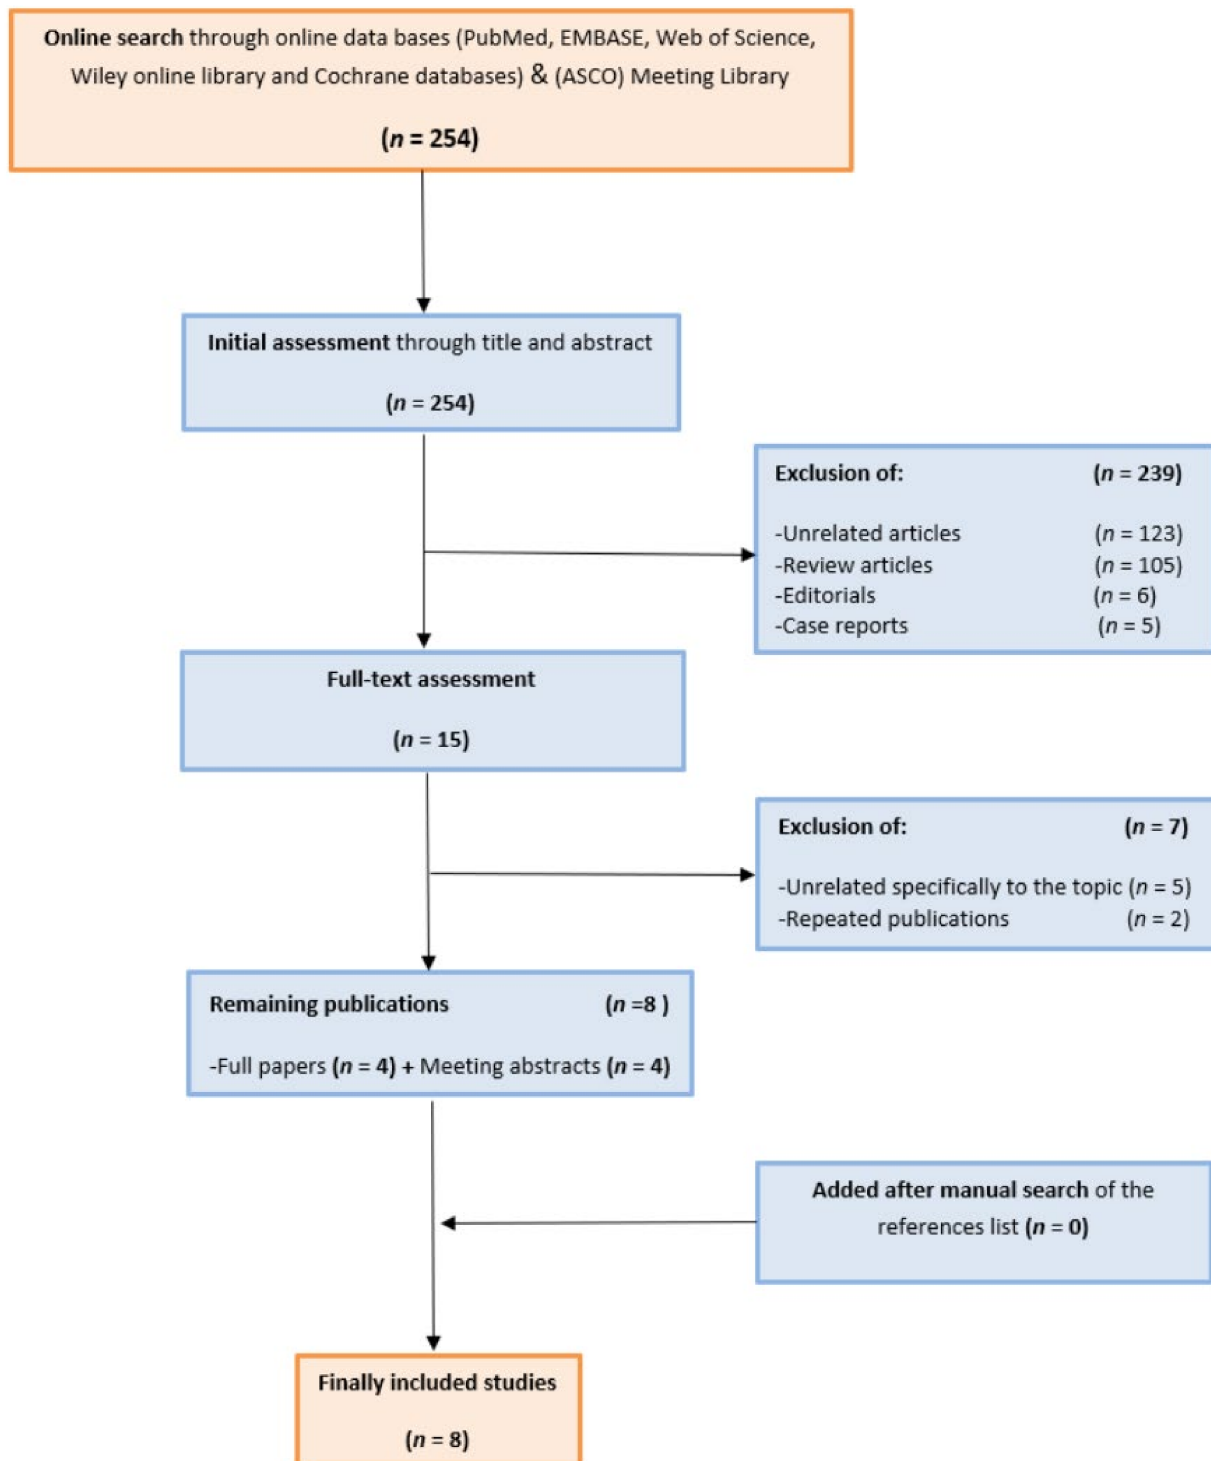 Online search through online data bases (PubMed, EMBASE, Web of Science,
Wiley online library and Cochrane databases) & (ASCO) Meeting Library
(n = 254)
Initial assessment through title and abstract
(n = 254)
Exclusion of: (n = 239)
-Unrelated articles (n = 123)
-Review articles (n = 105)
-Editorials (n = 6)
-Case reports (n = 5)
Full-text assessment
(n = 15)
Exclusion of: (n = 7)
-Unrelated specifically to the topic (n = 5)
-Repeated publications (n = 2)
Remaining publications (n =8 )
-Full papers (n = 4) + Meeting abstracts (n = 4)
Added after manual search of the
references list (n = 0)
Finally included studies
(n = 8)